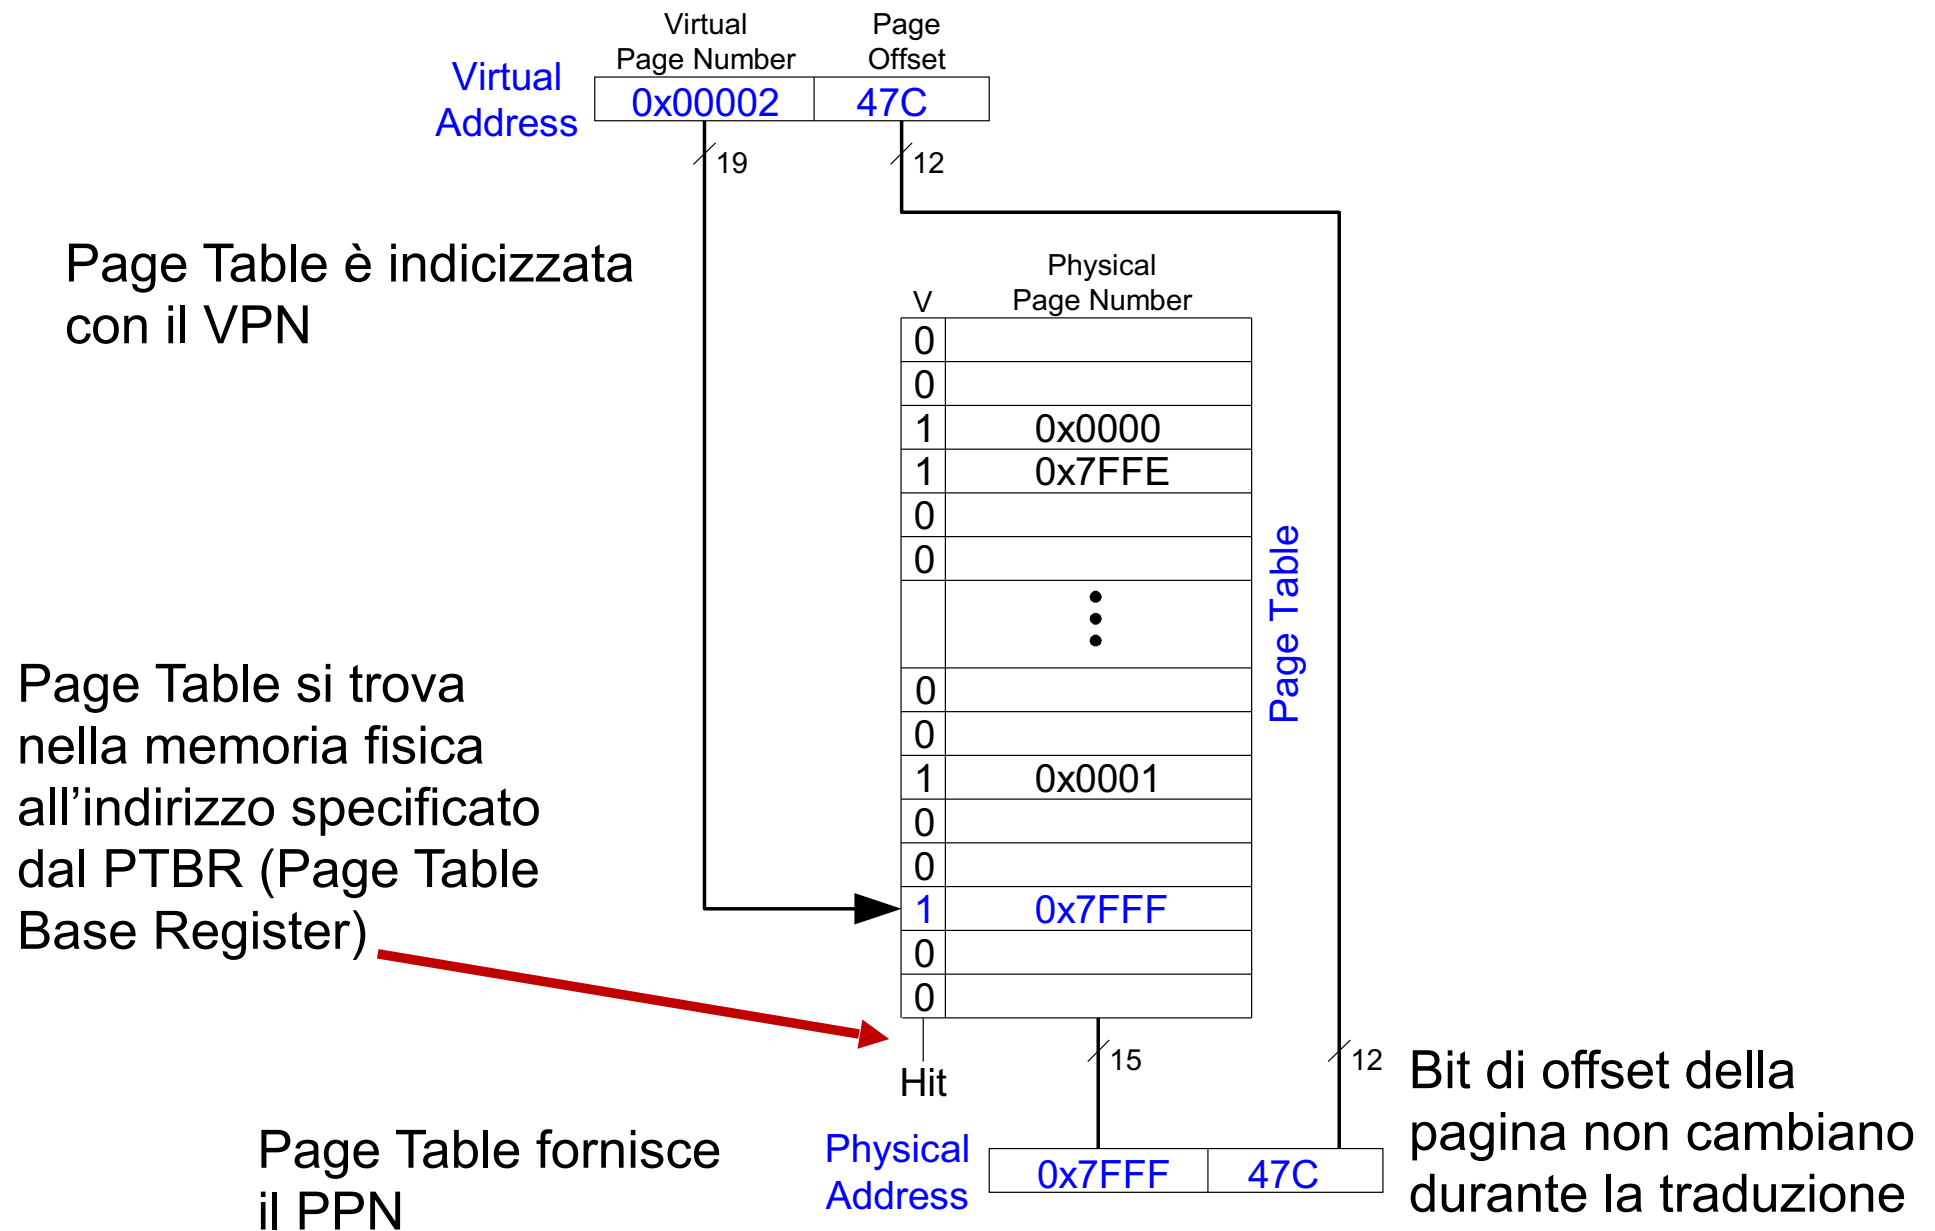 Virtual
Page Number
Page
Offset
Virtual
Address
0x00002
47C
19
12
Page Table è indicizzata
con il VPN
V
Physical
Page Number
0
0
1 0x0000
1 0x7FFE
0
0
Page Table
0
0
1 0x0001
0
0
1 0x7FFF
0
0
Page Table si trova
nella memoria fisica
all’indirizzo specificato
dal PTBR (Page Table
Base Register)
Hit
15
12
Page Table fornisce
il PPN
Physical
Address
0x7FFF
47C
Bit di offset della
pagina non cambiano
durante la traduzione